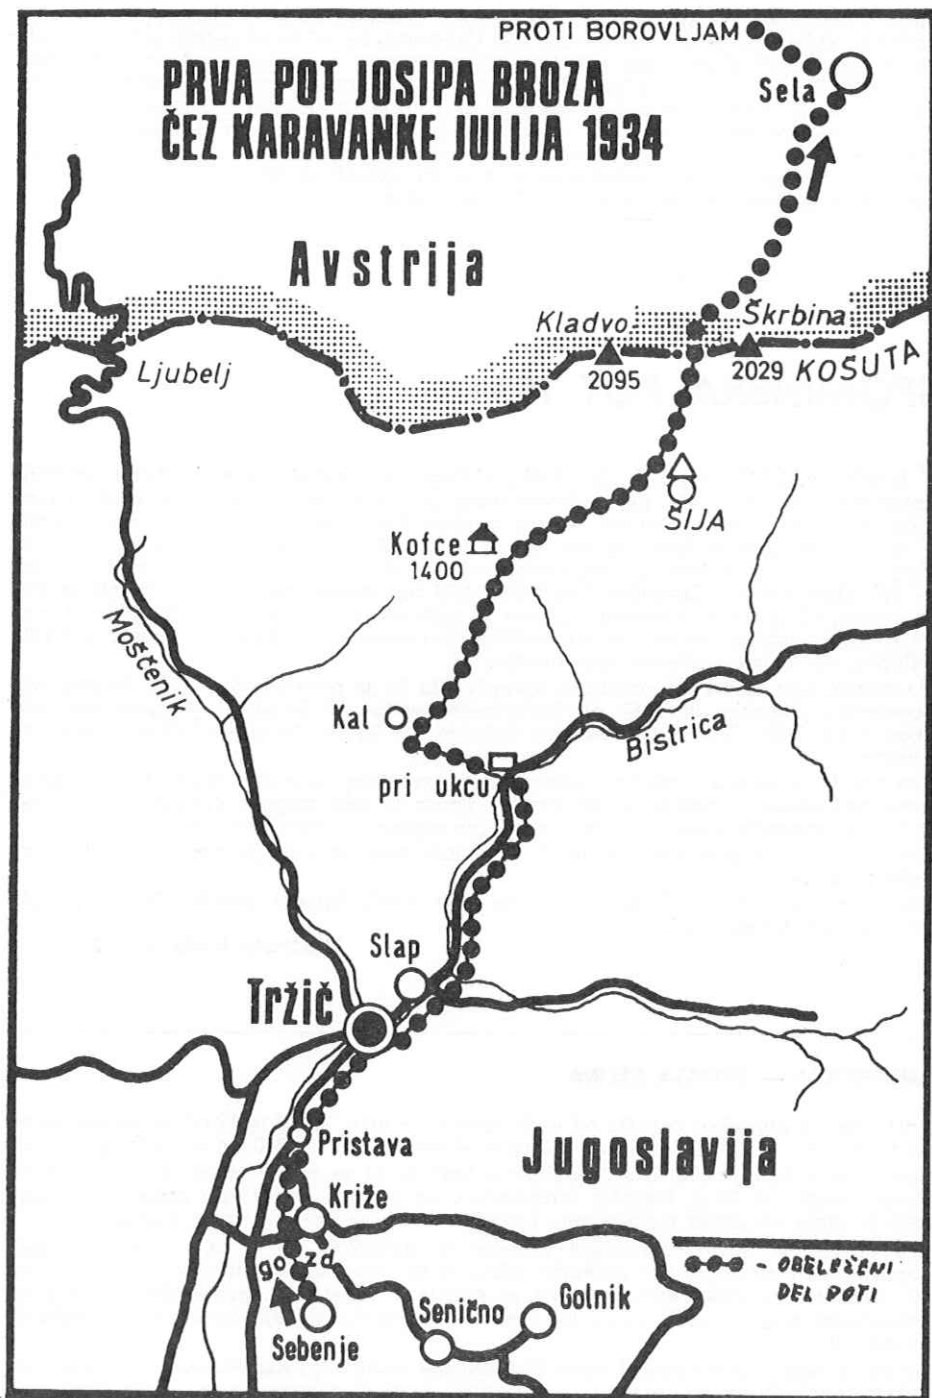 PROTI BOROVLJAM
Sela
PRVA POT JOSIPA BROZA
ČEZ KARAVANKE JULIJA 1934
Avstrija
Kladvo
Škrbina
Ljubelj
2095
2029
KOŠUTA
ŠIJA
Kofce
1400
Moščenik
Kal
Bistrica
pri ukcu
Slap
Tržič
Pristava
Jugoslavija
Križe
gozd
OBELEŽENI
DEL POTI
Senično
Golnik
Sebenje